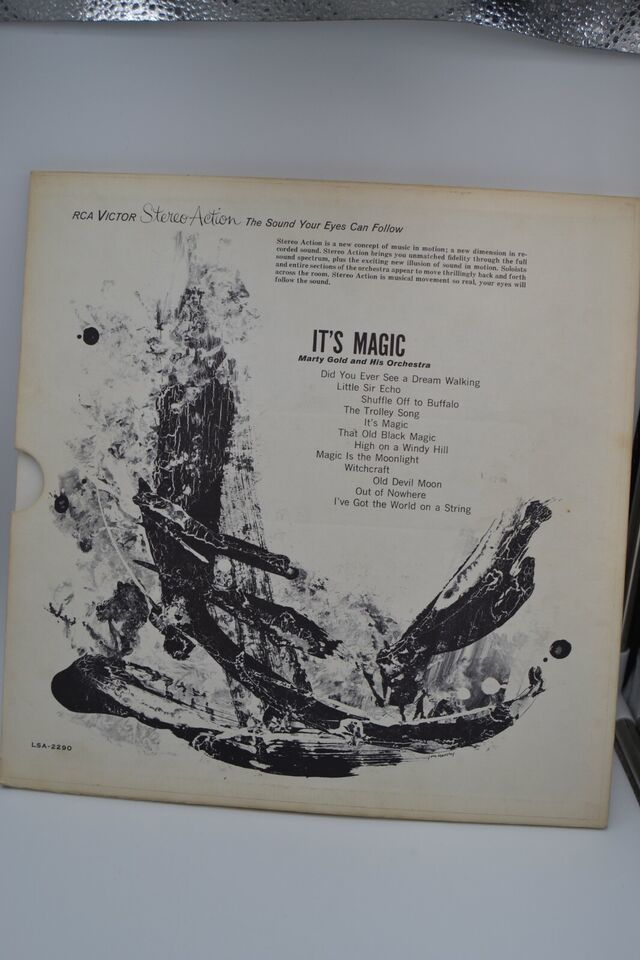 RCA VICTOR Stereo Action The Sound Your Eyes Can Follow
Stereo Action is a new concept of music in motion; a new dimension in re-
corded sound. Stereo Action brings you unmatched fidelity through the full
sound spectrum, plus the exciting new illusion of sound in motion. Soloists
and entire sections of the orchestra appear to move thrillingly back and forth
across the room. Stereo Action is musical movement so real, your eyes will
follow the sound.
IT'S MAGIC
Marty Gold and His Orchestra
Did You Ever See a Dream Walking
Little Sir Echo
Shuffle Off to Buffalo
The Trolley Song
It's Magic
That Old Black Magic
High on a Windy Hill
Magic Is the Moonlight
Witchcraft
Old Devil Moon
Out of Nowhere
I've Got the World on a String
LSA-2290